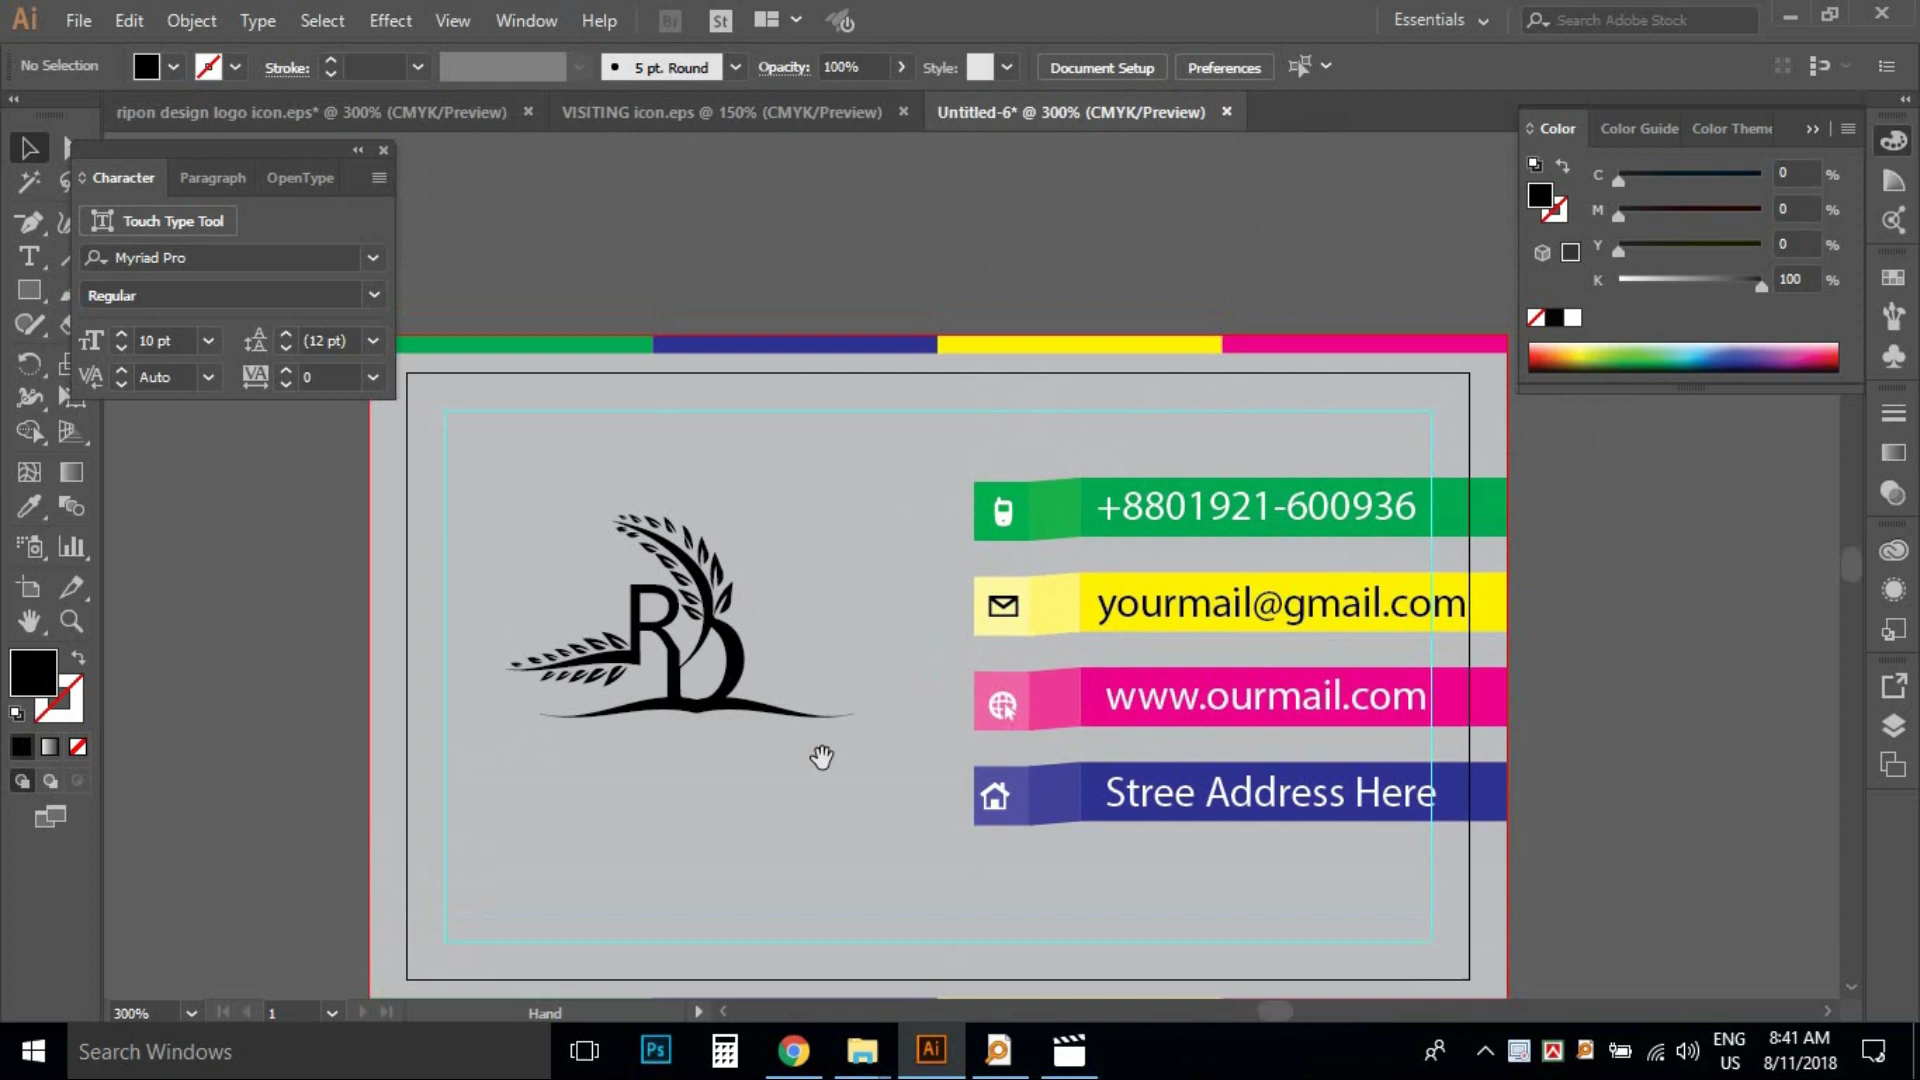 Ai File Edit Object Type Select Effect View Window Help Br St Essentials Search Adobe Stock
No Selection Stroke: 5 pt. Round Opacity: 100% Style: Document Setup Preferences
ripon design logo icon.eps* @ 300% (CMYK/Preview) VISITING icon.eps @ 150% (CMYK/Preview) Untitled-6* @ 300% (CMYK/Preview)
Character Paragraph OpenType
Touch Type Tool
Myriad Pro
Regular
10 pt (12 pt)
Auto 0
Color Color Guide Color Theme
C 0 %
M 0 %
Y 0 %
K 100 %
RD
+8801921-600936
yourmail@gmail.com
www.ourmail.com
Stree Address Here
300% 1 Hand
Search Windows Ps Ai ENG 8:41 AM
US 8/11/2018